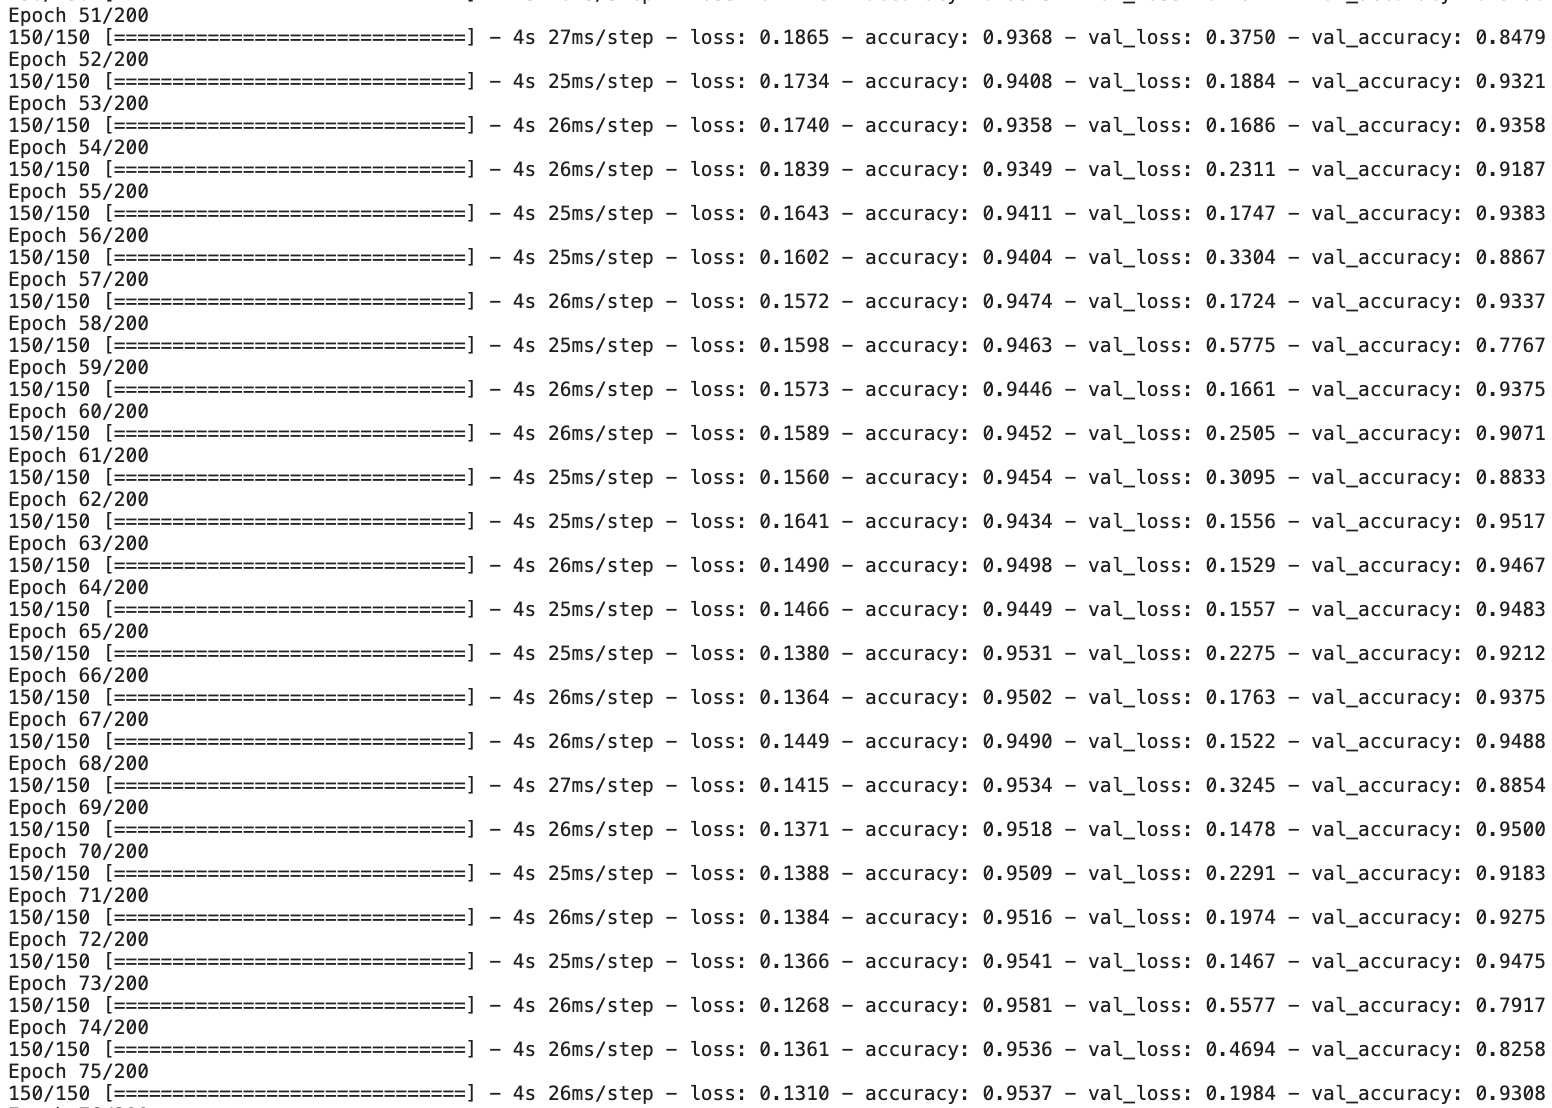 Epoch 51/200
150/150 [==============================] - 4s 27ms/step - loss: 0.1865 - accuracy: 0.9368 - val_loss: 0.3750 - val_accuracy: 0.8479
Epoch 52/200
150/150 [==============================] - 4s 25ms/step - loss: 0.1734 - accuracy: 0.9408 - val_loss: 0.1884 - val_accuracy: 0.9321
Epoch 53/200
150/150 [==============================] - 4s 26ms/step - loss: 0.1740 - accuracy: 0.9358 - val_loss: 0.1686 - val_accuracy: 0.9358
Epoch 54/200
150/150 [==============================] - 4s 26ms/step - loss: 0.1839 - accuracy: 0.9349 - val_loss: 0.2311 - val_accuracy: 0.9187
Epoch 55/200
150/150 [==============================] - 4s 25ms/step - loss: 0.1643 - accuracy: 0.9411 - val_loss: 0.1747 - val_accuracy: 0.9383
Epoch 56/200
150/150 [==============================] - 4s 25ms/step - loss: 0.1602 - accuracy: 0.9404 - val_loss: 0.3304 - val_accuracy: 0.8867
Epoch 57/200
150/150 [==============================] - 4s 26ms/step - loss: 0.1572 - accuracy: 0.9474 - val_loss: 0.1724 - val_accuracy: 0.9337
Epoch 58/200
150/150 [==============================] - 4s 25ms/step - loss: 0.1598 - accuracy: 0.9463 - val_loss: 0.5775 - val_accuracy: 0.7767
Epoch 59/200
150/150 [==============================] - 4s 26ms/step - loss: 0.1573 - accuracy: 0.9446 - val_loss: 0.1661 - val_accuracy: 0.9375
Epoch 60/200
150/150 [==============================] - 4s 26ms/step - loss: 0.1589 - accuracy: 0.9452 - val_loss: 0.2505 - val_accuracy: 0.9071
Epoch 61/200
150/150 [==============================] - 4s 25ms/step - loss: 0.1560 - accuracy: 0.9454 - val_loss: 0.3095 - val_accuracy: 0.8833
Epoch 62/200
150/150 [==============================] - 4s 25ms/step - loss: 0.1641 - accuracy: 0.9434 - val_loss: 0.1556 - val_accuracy: 0.9517
Epoch 63/200
150/150 [==============================] - 4s 26ms/step - loss: 0.1490 - accuracy: 0.9498 - val_loss: 0.1529 - val_accuracy: 0.9467
Epoch 64/200
150/150 [==============================] - 4s 25ms/step - loss: 0.1466 - accuracy: 0.9449 - val_loss: 0.1557 - val_accuracy: 0.9483
Epoch 65/200
150/150 [==============================] - 4s 25ms/step - loss: 0.1380 - accuracy: 0.9531 - val_loss: 0.2275 - val_accuracy: 0.9212
Epoch 66/200
150/150 [==============================] - 4s 26ms/step - loss: 0.1364 - accuracy: 0.9502 - val_loss: 0.1763 - val_accuracy: 0.9375
Epoch 67/200
150/150 [==============================] - 4s 26ms/step - loss: 0.1449 - accuracy: 0.9490 - val_loss: 0.1522 - val_accuracy: 0.9488
Epoch 68/200
150/150 [==============================] - 4s 27ms/step - loss: 0.1415 - accuracy: 0.9534 - val_loss: 0.3245 - val_accuracy: 0.8854
Epoch 69/200
150/150 [==============================] - 4s 26ms/step - loss: 0.1371 - accuracy: 0.9518 - val_loss: 0.1478 - val_accuracy: 0.9500
Epoch 70/200
150/150 [==============================] - 4s 25ms/step - loss: 0.1388 - accuracy: 0.9509 - val_loss: 0.2291 - val_accuracy: 0.9183
Epoch 71/200
150/150 [==============================] - 4s 26ms/step - loss: 0.1384 - accuracy: 0.9516 - val_loss: 0.1974 - val_accuracy: 0.9275
Epoch 72/200
150/150 [==============================] - 4s 25ms/step - loss: 0.1366 - accuracy: 0.9541 - val_loss: 0.1467 - val_accuracy: 0.9475
Epoch 73/200
150/150 [==============================] - 4s 26ms/step - loss: 0.1268 - accuracy: 0.9581 - val_loss: 0.5577 - val_accuracy: 0.7917
Epoch 74/200
150/150 [==============================] - 4s 26ms/step - loss: 0.1361 - accuracy: 0.9536 - val_loss: 0.4694 - val_accuracy: 0.8258
Epoch 75/200
150/150 [==============================] - 4s 26ms/step - loss: 0.1310 - accuracy: 0.9537 - val_loss: 0.1984 - val_accuracy: 0.9308